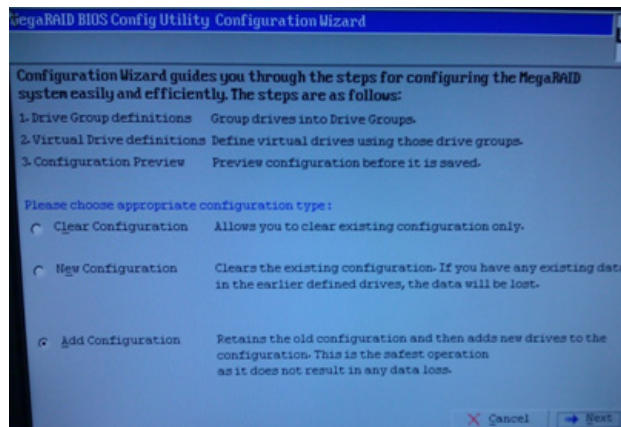 MegaRAID BIOS Config Utility Configuration Wizard
Configuration Wizard guides you through the steps for configuring the MegaRAID
system easily and efficiently. The steps are as follows:
1. Drive Group definitions Group drives into Drive Groups.
2. Virtual Drive definitions Define virtual drives using those drive groups.
3. Configuration Preview Preview configuration before it is saved.
Please choose appropriate configuration type:
Clear Configuration Allows you to clear existing configuration only.
New Configuration Clears the existing configuration. If you have any existing data
in the earlier defined drives, the data will be lost.
Add Configuration Retains the old configuration and then adds new drives to the
configuration. This is the safest operation
as it does not result in any data loss.
Cancel Next